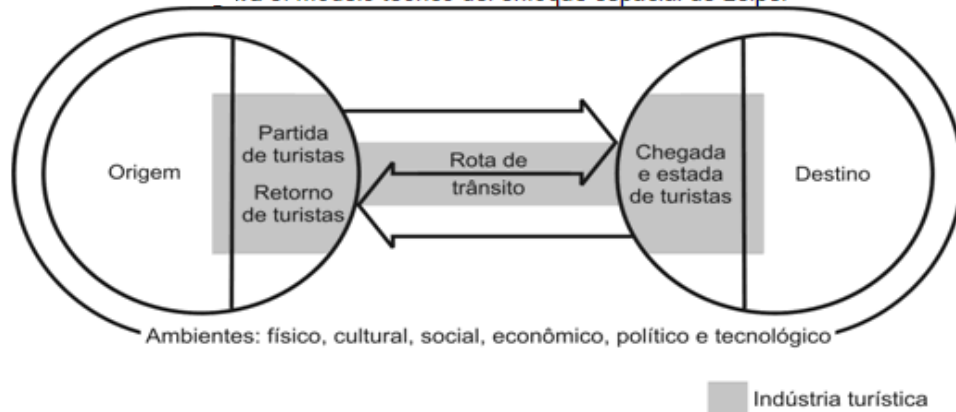 Origem
Partida
de turistas
Retorno
de turistas
Rota de
trânsito
Chegada
e estada
de turistas
Destino
Ambientes: físico, cultural, social, econômico, político e tecnológico
Indústria turística